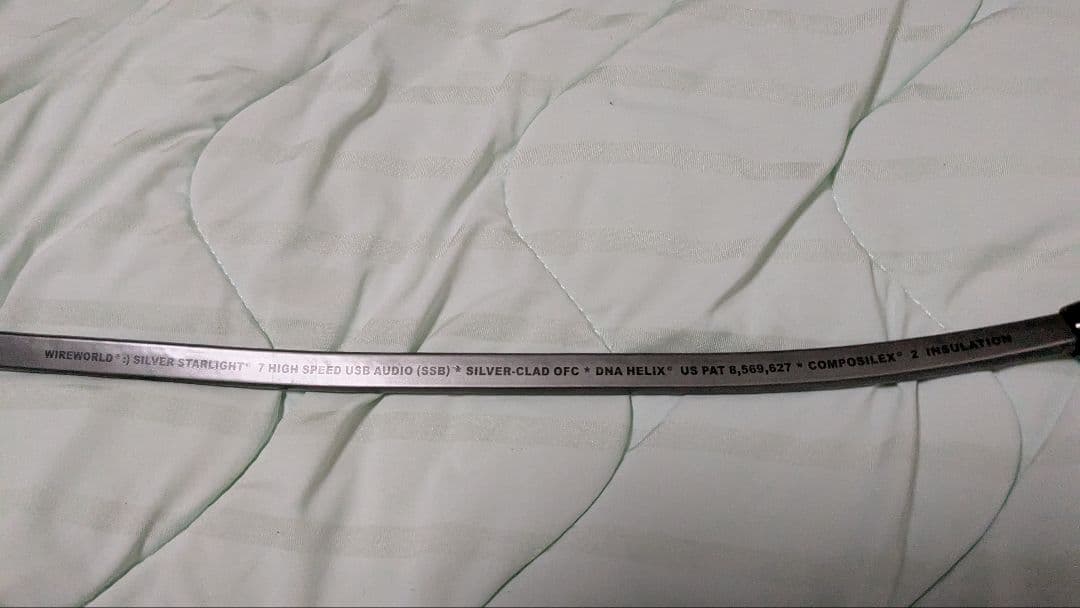 WIREWORLD® :) SILVER STARLIGHT® 7 HIGH SPEED USB AUDIO (SSB) * SILVER-CLAD OFC * DNA HELIX® US PAT 8,569,627 * COMPOSILEX® 2 INSULATION